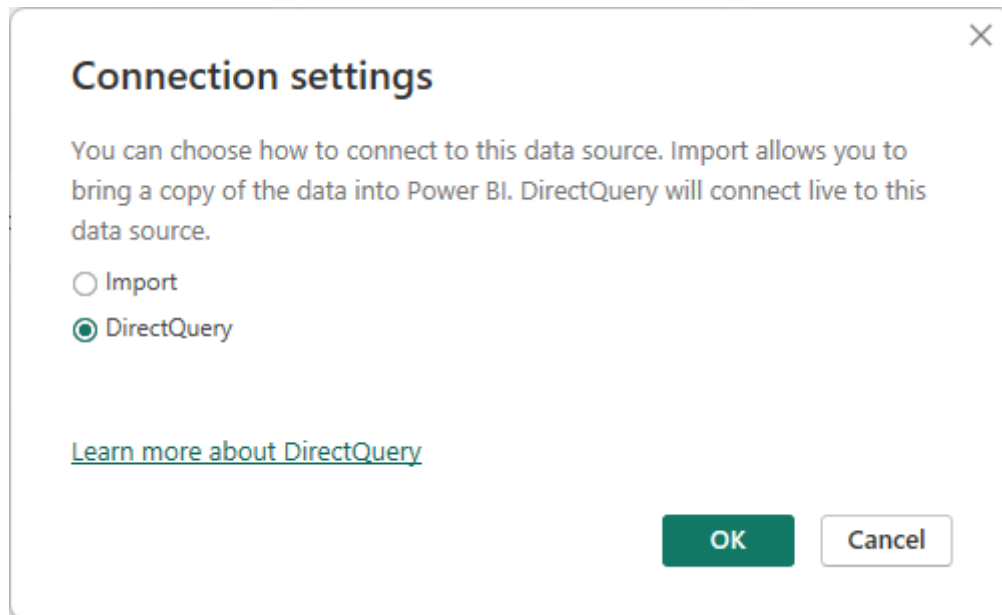 Connection settings
You can choose how to connect to this data source. Import allows you to
bring a copy of the data into Power BI. DirectQuery will connect live to this
data source.
Import
DirectQuery
Learn more about DirectQuery
OK Cancel